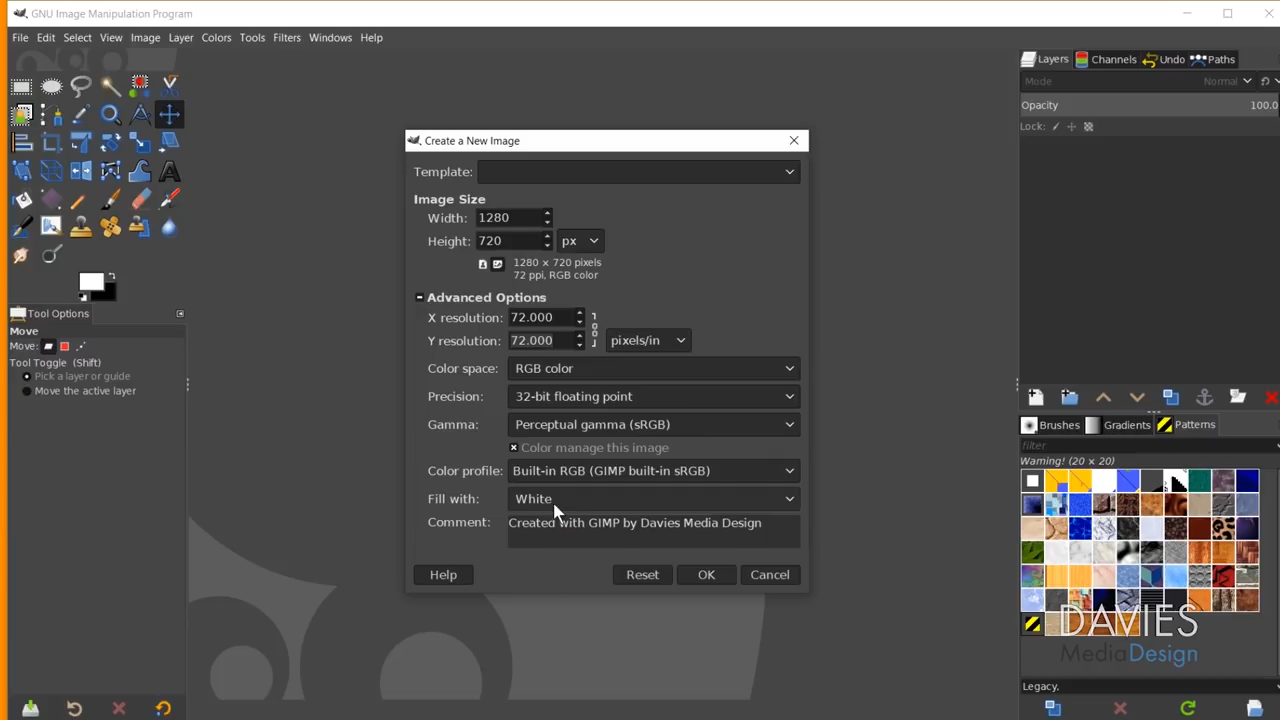 GNU Image Manipulation Program
File Edit Select View Image Layer Colors Tools Filters Windows Help
Layers Channels Undo Paths
Mode Normal
Opacity 100.0
Lock:
Create a New Image
Template:
Image Size
Width: 1280
Height: 720 px
1280 × 720 pixels
72 ppi, RGB color
Advanced Options
X resolution: 72.000
Y resolution: 72.000 pixels/in
Color space: RGB color
Precision: 32-bit floating point
Gamma: Perceptual gamma (sRGB)
Color manage this image
Color profile: Built-in RGB (GIMP built-in sRGB)
Fill with: White
Comment: Created with GIMP by Davies Media Design
Help Reset OK Cancel
Tool Options
Move
Move:
Tool Toggle (Shift)
Pick a layer or guide
Move the active layer
Brushes Gradients Patterns
filter
Warning! (20 × 20)
DAVIES
MediaDesign
Legacy,